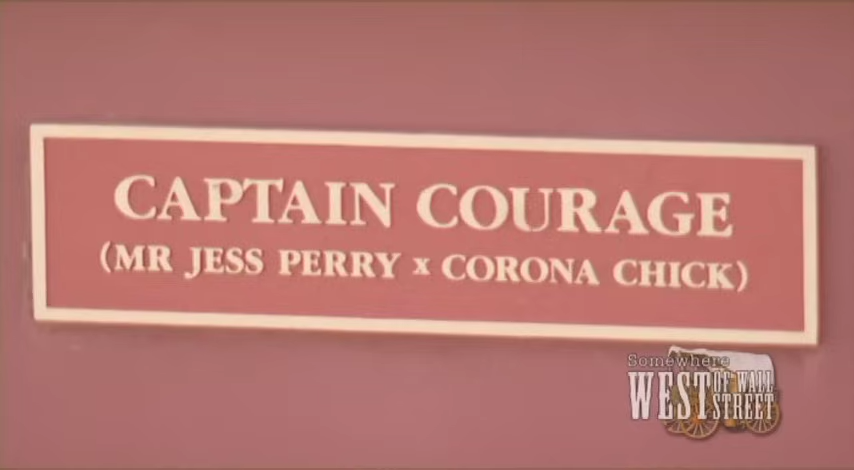 CAPTAIN COURAGE
(MR JESS PERRY x CORONA CHICK)
Somewhere
WEST OF WALL STREET